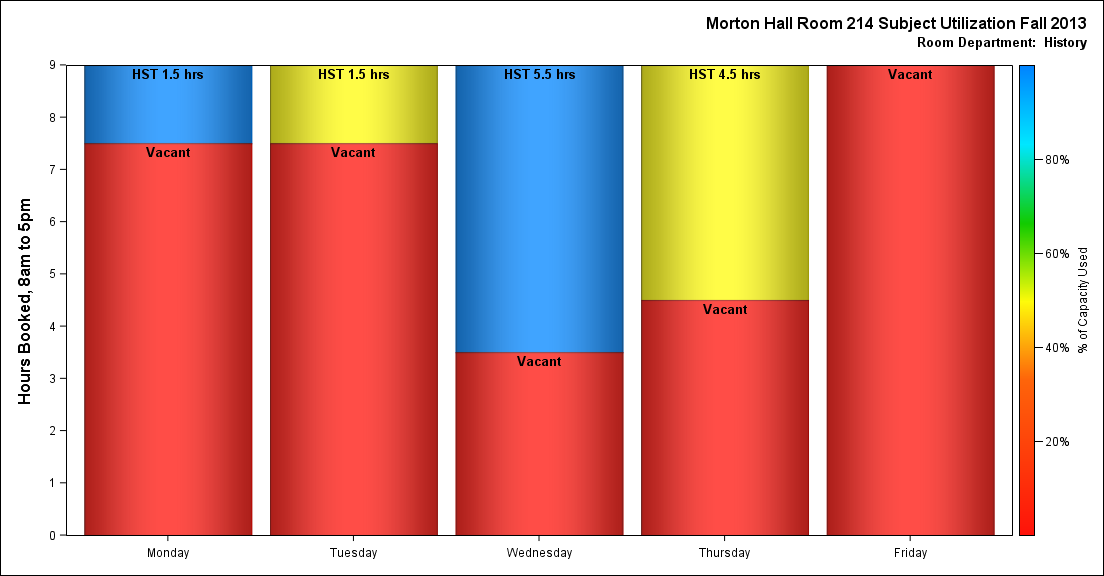 Morton Hall Room 214 Subject Utilization Fall 2013
Room Department: History
Hours Booked, 8am to 5pm
9
8
7
6
5
4
3
2
1
0
HST 1.5 hrs
Vacant
HST 1.5 hrs
Vacant
HST 5.5 hrs
Vacant
HST 4.5 hrs
Vacant
Vacant
Monday
Tuesday
Wednesday
Thursday
Friday
80%
60%
40%
20%
% of Capacity Used